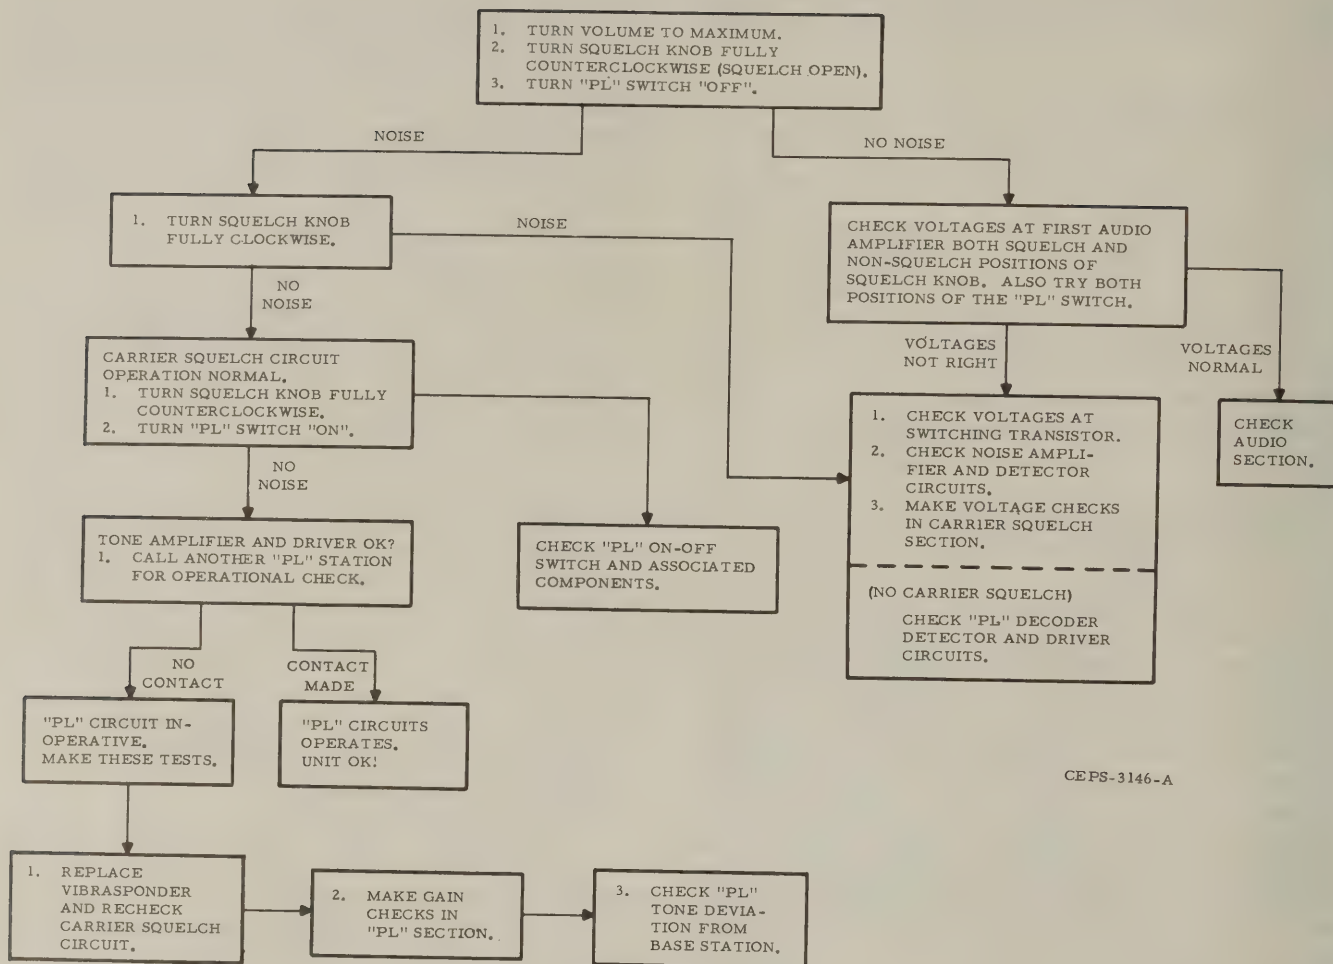 1. TURN VOLUME TO MAXIMUM.
2. TURN SQUELCH KNOB FULLY
COUNTERCLOCKWISE (SQUELCH OPEN).
3. TURN "PL" SWITCH "OFF".
NOISE
NO NOISE
1. TURN SQUELCH KNOB
FULLY CLOCKWISE.
NOISE
CHECK VOLTAGES AT FIRST AUDIO
AMPLIFIER BOTH SQUELCH AND
NON-SQUELCH POSITIONS OF
SQUELCH KNOB. ALSO TRY BOTH
POSITIONS OF THE "PL" SWITCH.
NO
NOISE
VOLTAGES
NOT RIGHT
VOLTAGES
NORMAL
CARRIER SQUELCH CIRCUIT
OPERATION NORMAL.
1. TURN SQUELCH KNOB FULLY
COUNTERCLOCKWISE.
2. TURN "PL" SWITCH "ON".
1. CHECK VOLTAGES AT
SWITCHING TRANSISTOR.
2. CHECK NOISE AMPLI-
FIER AND DETECTOR
CIRCUITS.
3. MAKE VOLTAGE CHECKS
IN CARRIER SQUELCH
SECTION.
(NO CARRIER SQUELCH)
CHECK "PL" DECODER
DETECTOR AND DRIVER
CIRCUITS.
CHECK
AUDIO
SECTION.
NO
NOISE
TONE AMPLIFIER AND DRIVER OK?
1. CALL ANOTHER "PL" STATION
FOR OPERATIONAL CHECK.
CHECK "PL" ON-OFF
SWITCH AND ASSOCIATED
COMPONENTS.
NO
CONTACT
CONTACT
MADE
"PL" CIRCUIT IN-
OPERATIVE.
MAKE THESE TESTS.
"PL" CIRCUITS
OPERATES.
UNIT OK!
CEPS-3146-A
1. REPLACE
VIBRASPONDER
AND RECHECK
CARRIER SQUELCH
CIRCUIT.
2. MAKE GAIN
CHECKS IN
"PL" SECTION.
3. CHECK "PL"
TONE DEVIA-
TION FROM
BASE STATION.